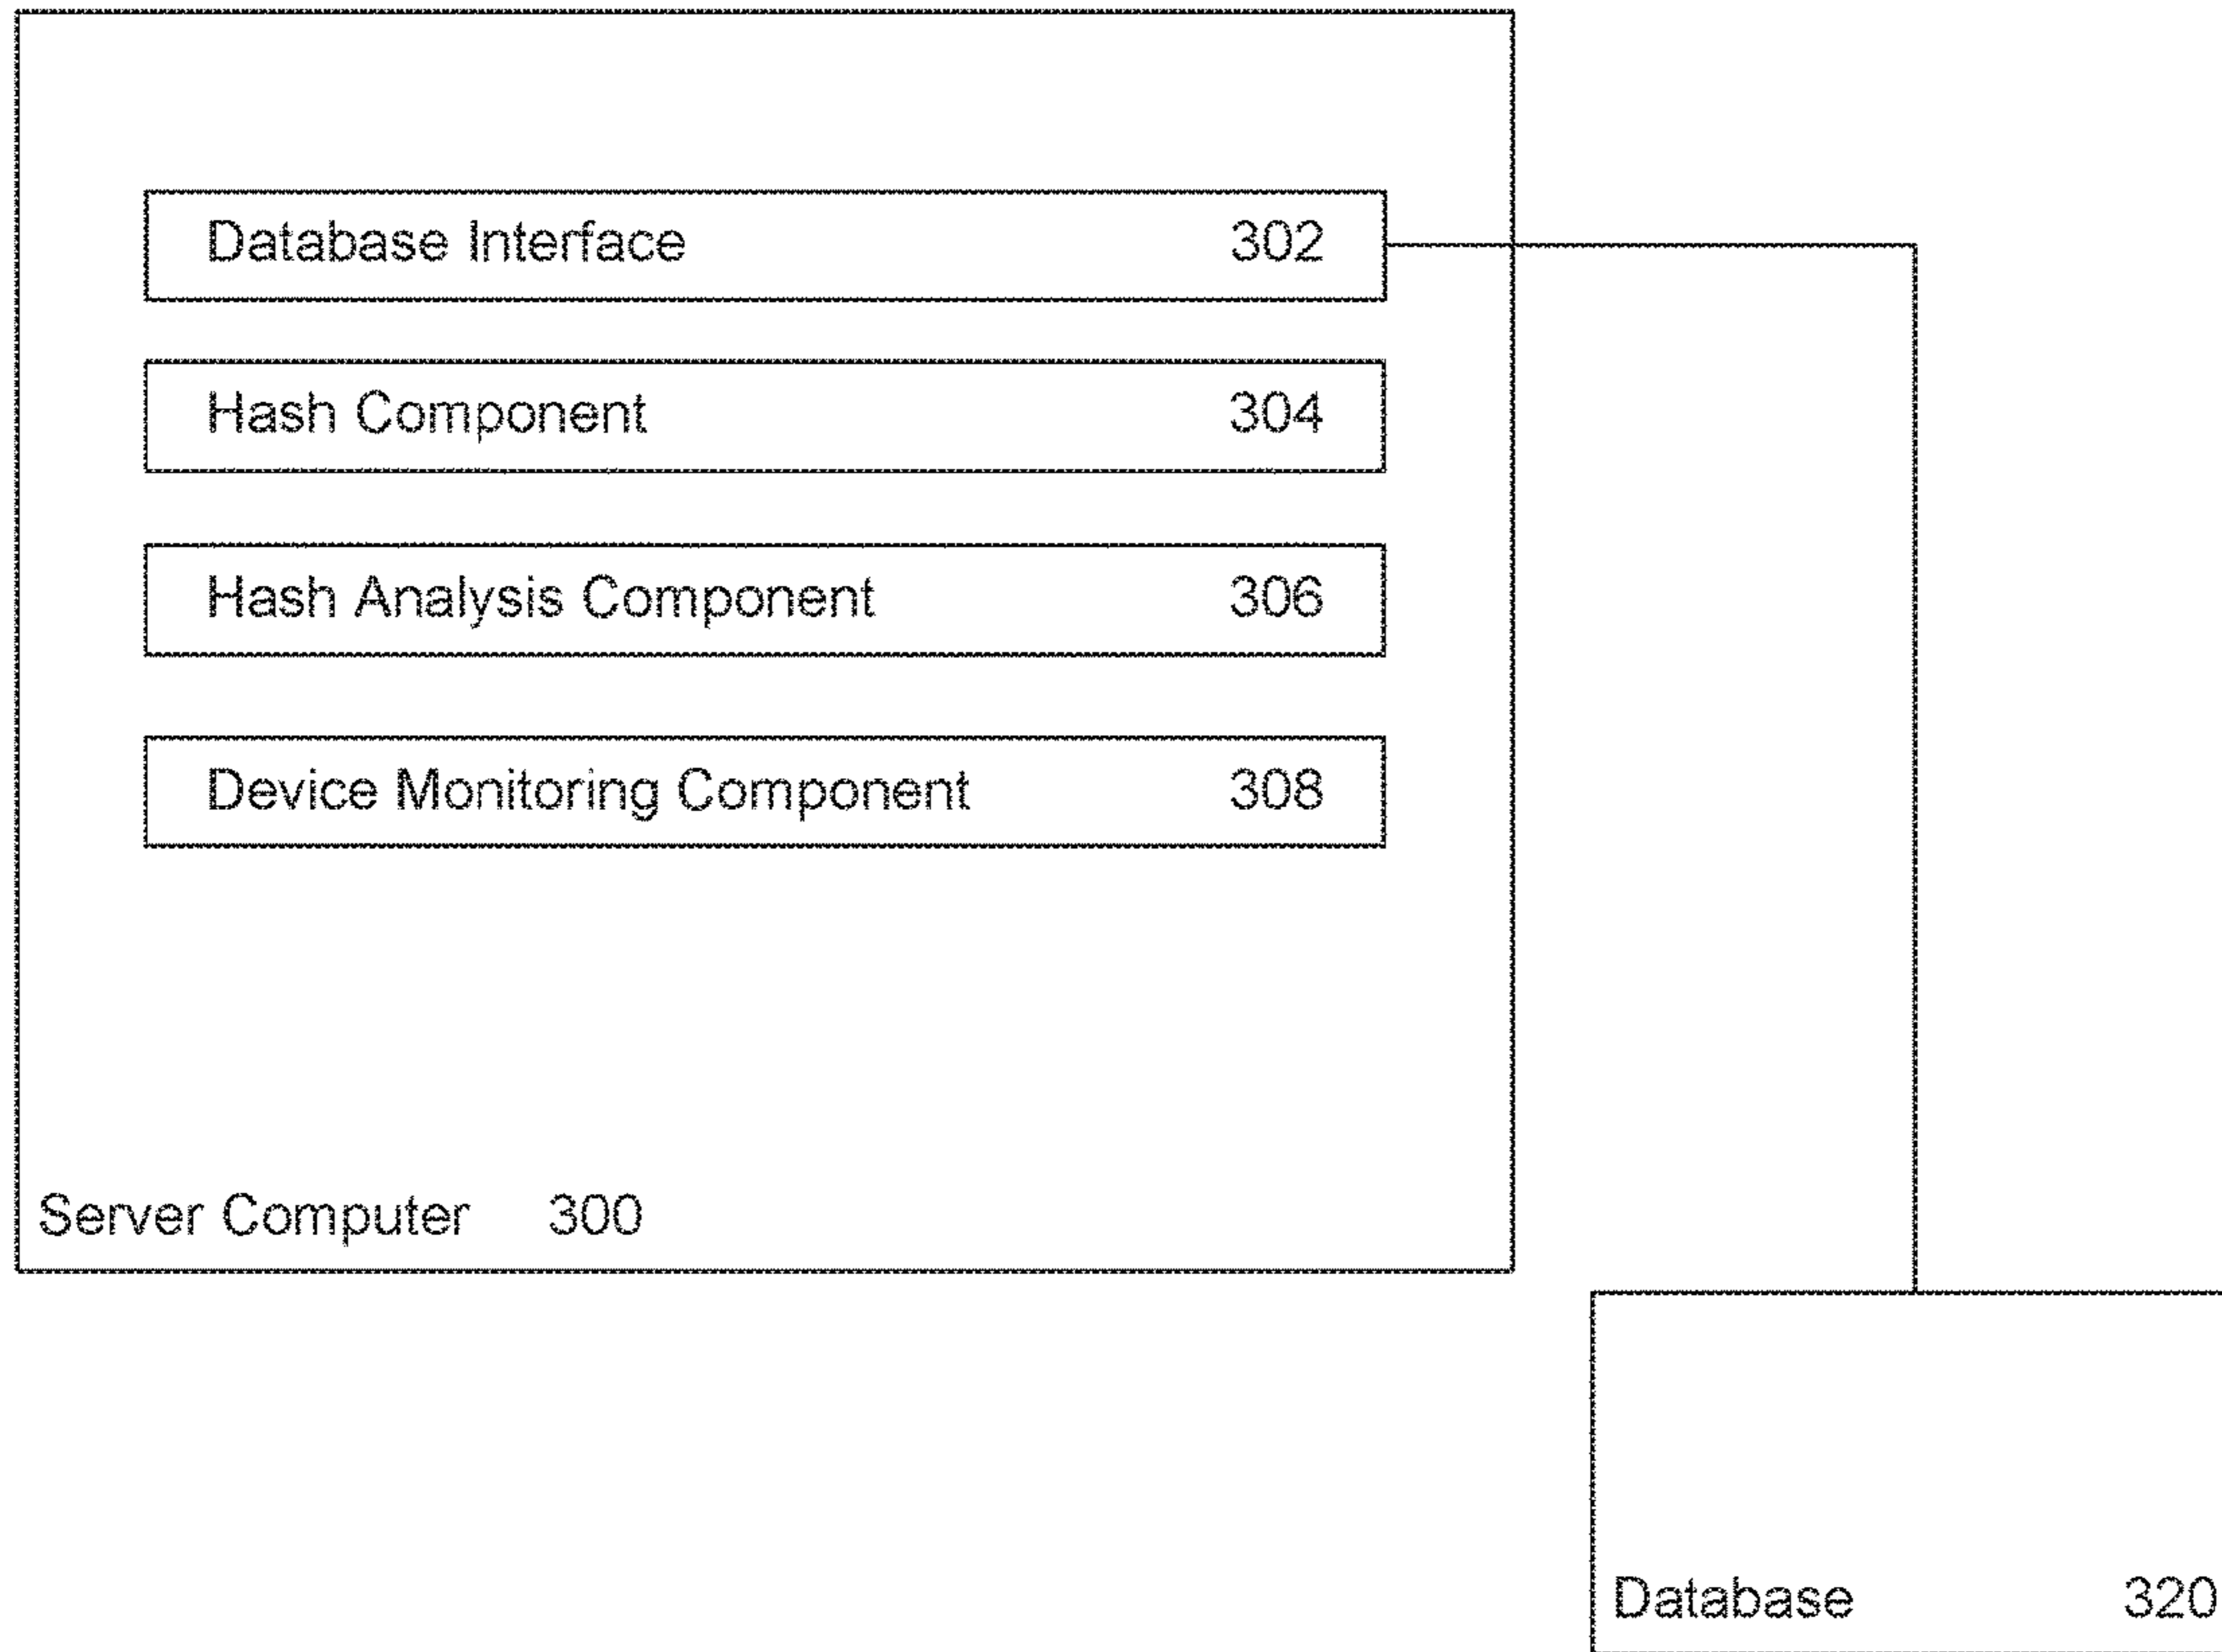 Database Interface 302
Hash Component 304
Hash Analysis Component 306
Device Monitoring Component 308
Server Computer 300
Database 320